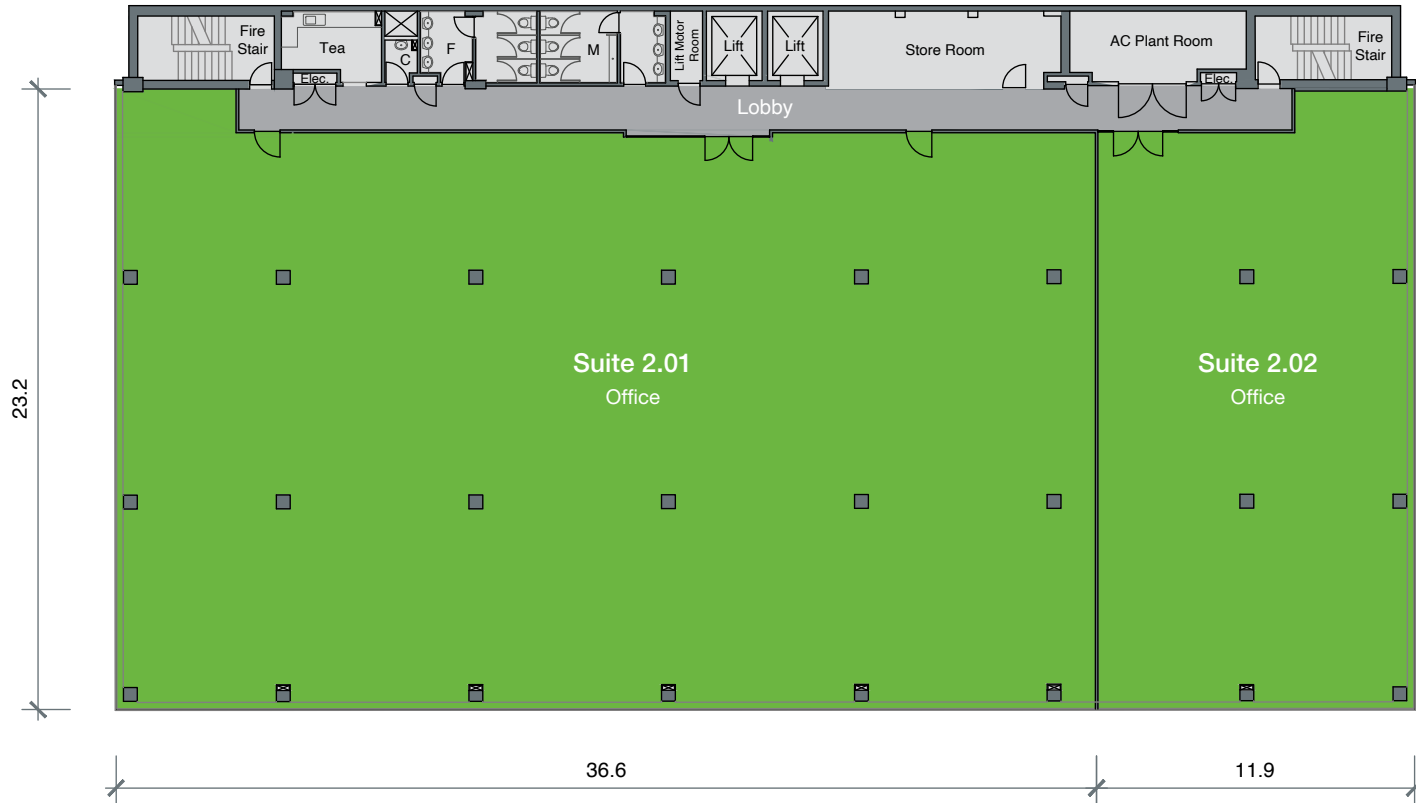 Fire
Stair
Tea
Elec.
C
F
M
Lift Motor
Room
Lift
Lift
Store Room
AC Plant Room
Elec.
Fire
Stair
Lobby
Suite 2.01
Office
Suite 2.02
Office
23.2
36.6
11.9